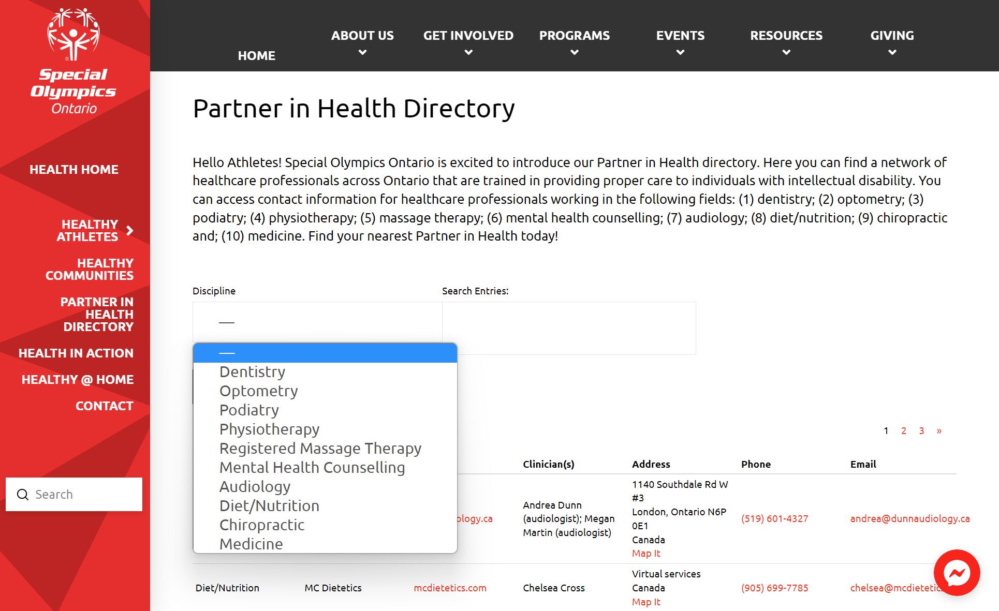 Special
Olympics
Ontario
HOME
ABOUT US
GET INVOLVED
PROGRAMS
EVENTS
RESOURCES
GIVING
HEALTH HOME
HEALTHY
ATHLETES
HEALTHY
COMMUNITIES
PARTNER IN
HEALTH
DIRECTORY
HEALTH IN ACTION
HEALTHY @ HOME
CONTACT
Search
Partner in Health Directory
Hello Athletes! Special Olympics Ontario is excited to introduce our Partner in Health directory. Here you can find a network of
healthcare professionals across Ontario that are trained in providing proper care to individuals with intellectual disability. You
can access contact information for healthcare professionals working in the following fields: (1) dentistry; (2) optometry; (3)
podiatry; (4) physiotherapy; (5) massage therapy; (6) mental health counselling; (7) audiology; (8) diet/nutrition; (9) chiropractic
and; (10) medicine. Find your nearest Partner in Health today!
Discipline
Search Entries:
—
—
Dentistry
Optometry
Podiatry
Physiotherapy
Registered Massage Therapy
Mental Health Counselling
Audiology
Diet/Nutrition
Chiropractic
Medicine
1 2 3 »
Clinician(s) Address Phone Email
ology.ca
Andrea Dunn
(audiologist); Megan
Martin (audiologist)
1140 Southdale Rd W
#3
London, Ontario N6P
0E1
Canada
Map It
(519) 601-4327
andrea@dunnaudiology.ca
Diet/Nutrition
MC Dietetics
mcdietetics.com
Chelsea Cross
Virtual services
Canada
Map It
(905) 699-7785
chelsea@mcdietetic